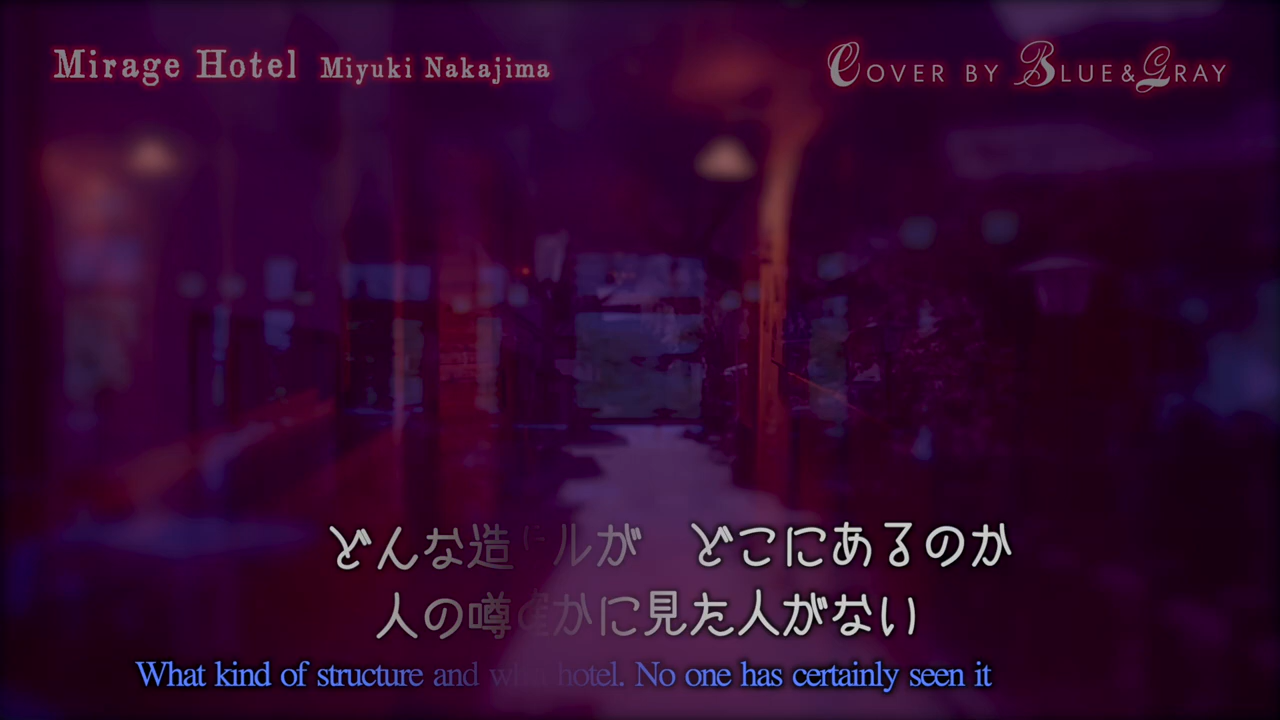 Mirage Hotel Miyuki Nakajima
Cover by Blue&Gray
どんな造 ルが どこにあるのか
人の噂 確かに見た人がない
What kind of structure and hotel. No one has certainly seen it